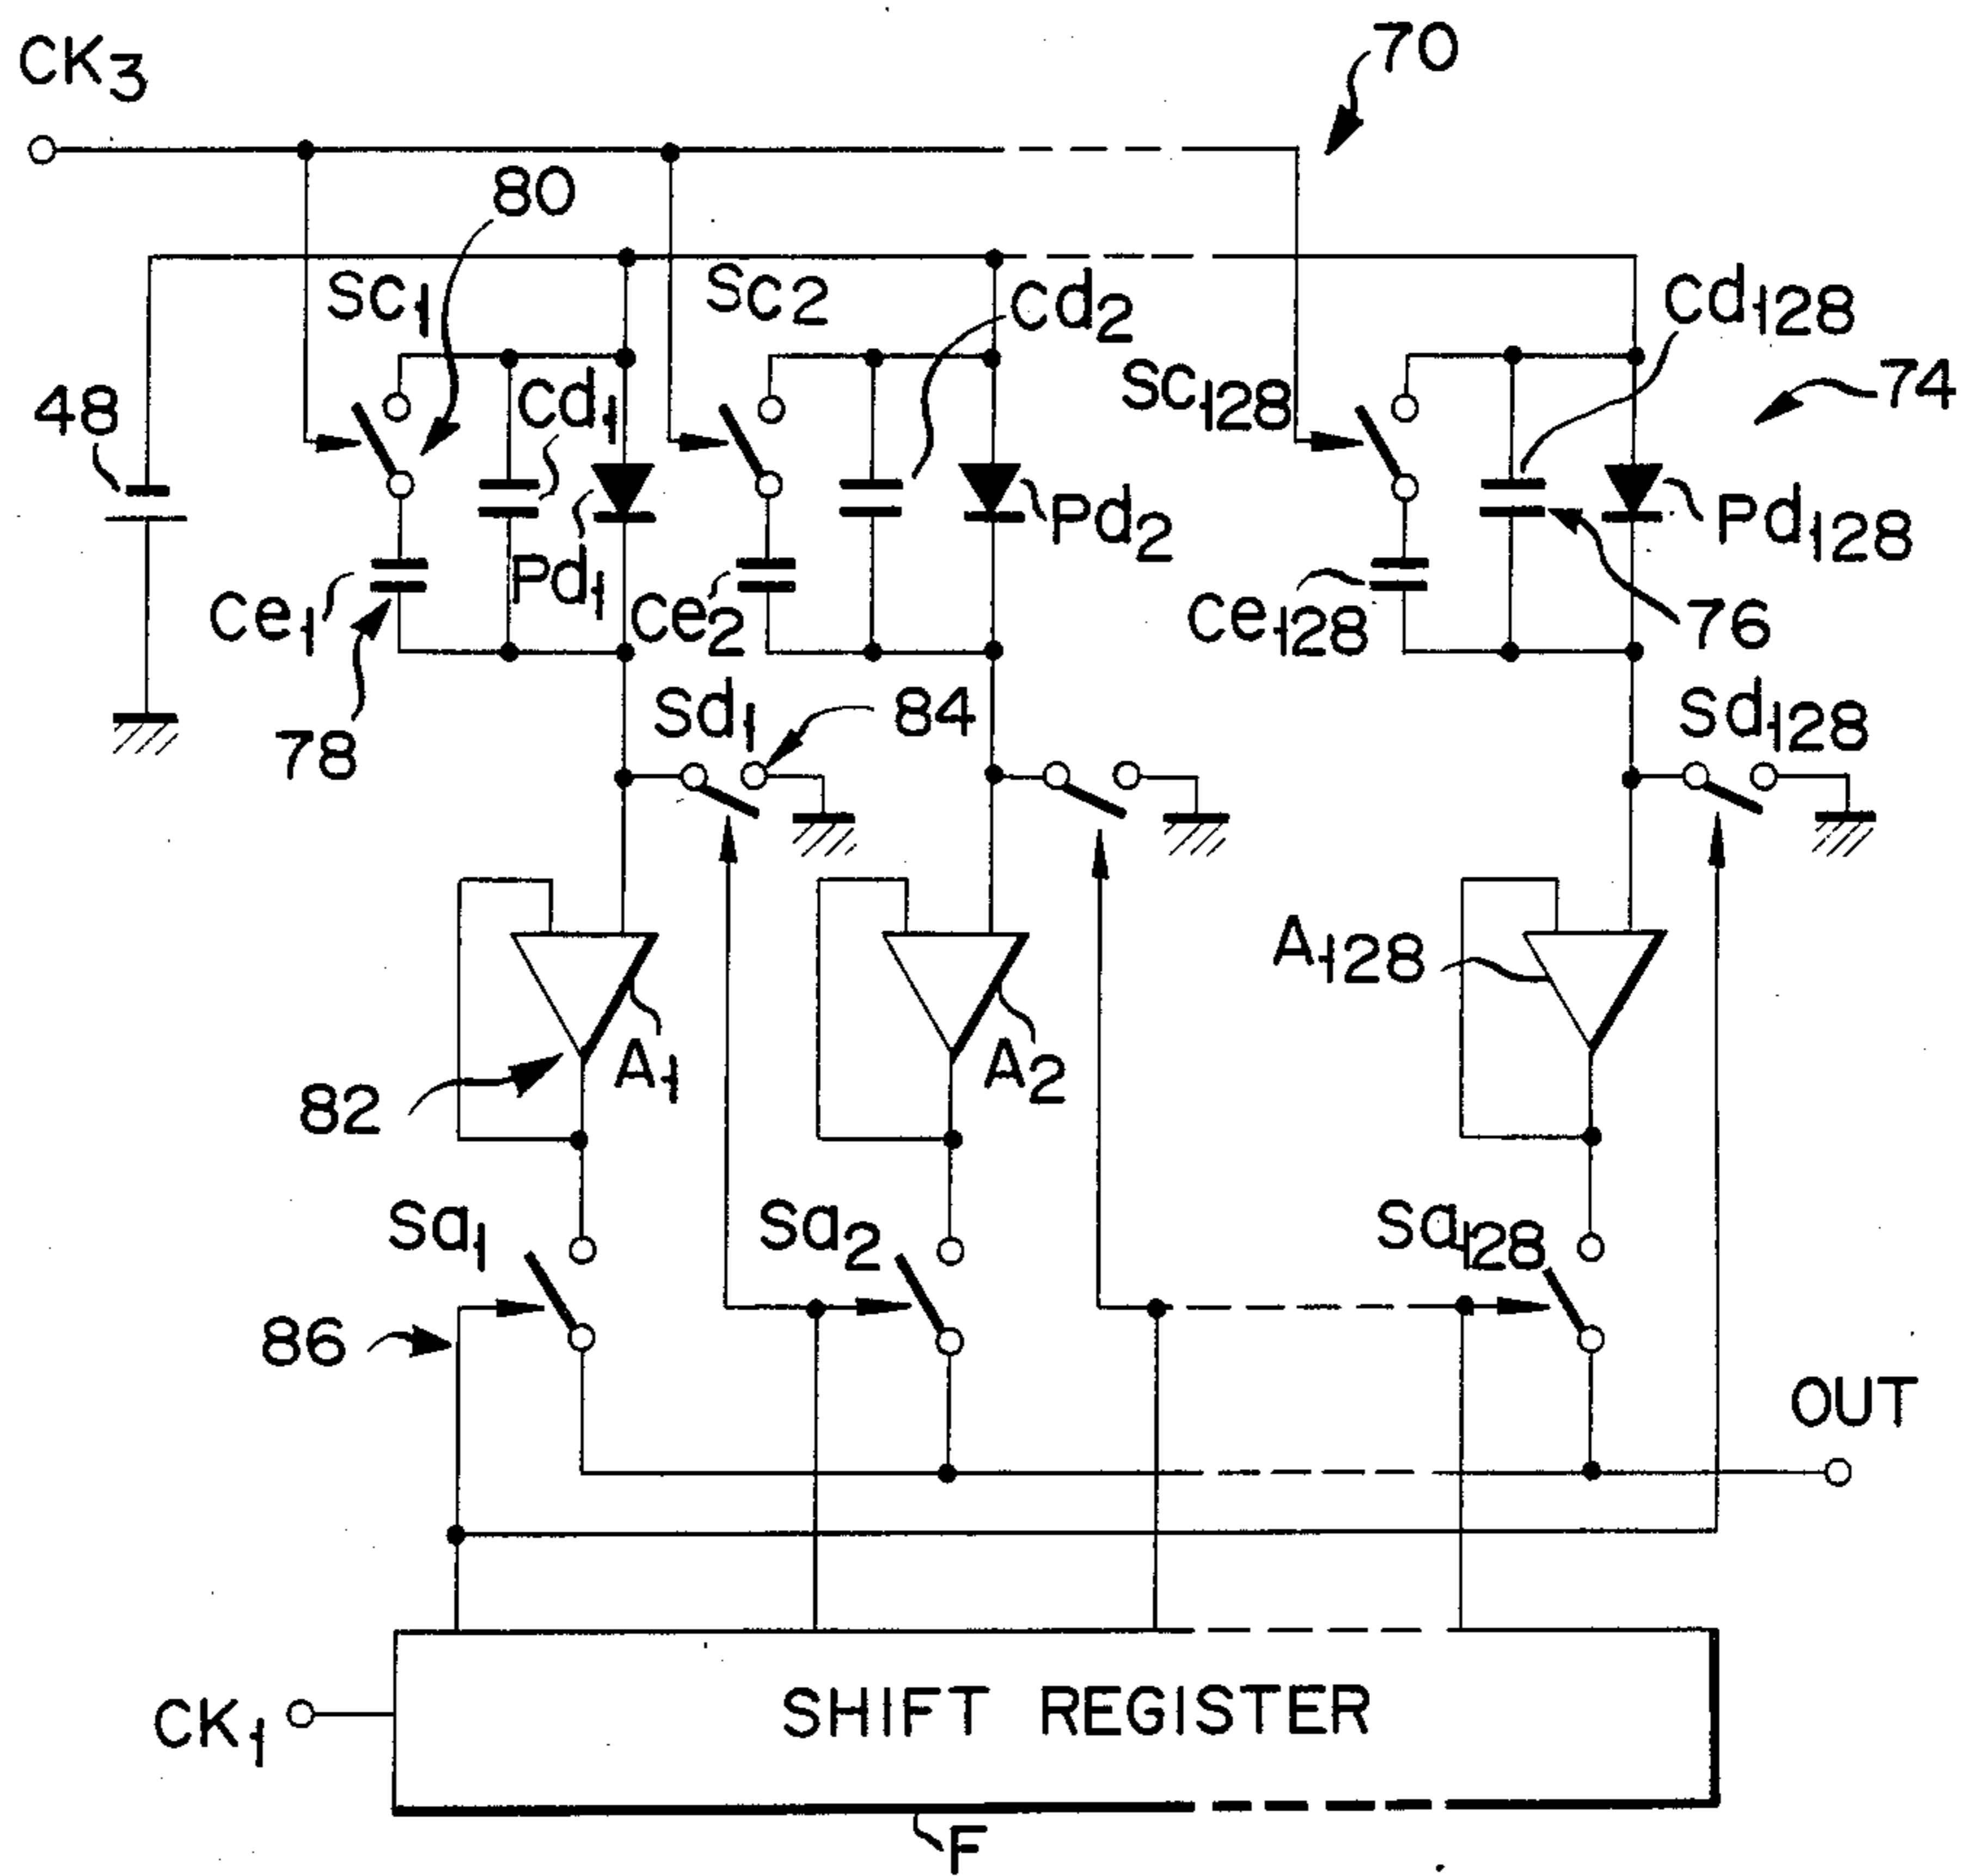 CK3
70
80
Sc1
Sc2
Cd2
Cd128
48
Cd1
Sc128
74
Pd1
Pd2
Pd128
Ce1
Ce2
Ce128
76
78
Sd1
84
Sd128
A1
A2
A128
82
Sa1
Sa2
Sa128
86
OUT
SHIFT REGISTER
CK1
F